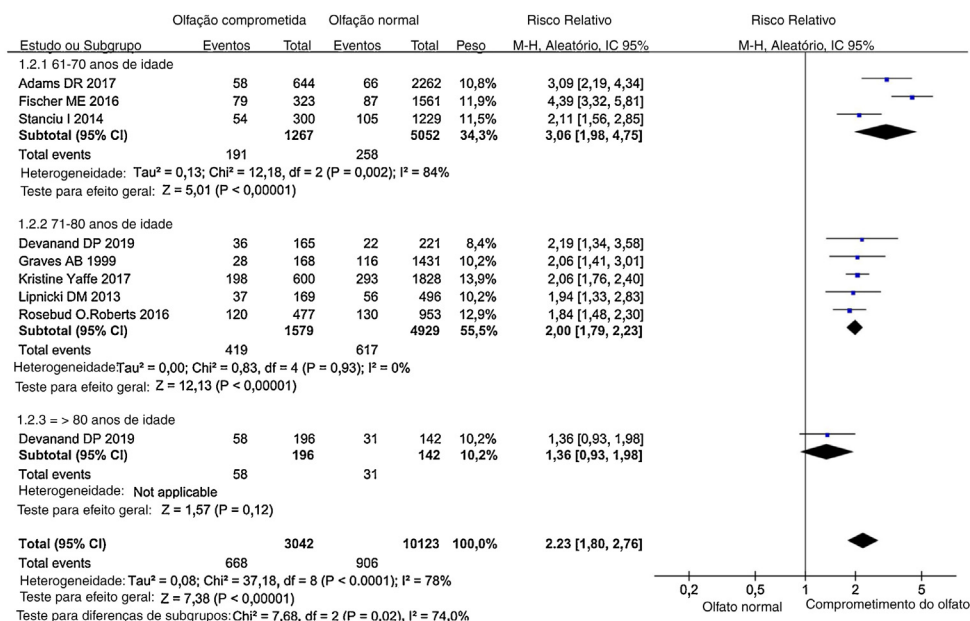 Olfação comprometida Olfação normal Risco Relativo Risco Relativo
Estudo ou Subgrupo Eventos Total Eventos Total Peso M-H, Aleatório, IC 95% M-H, Aleatório, IC 95%
1.2.1 61-70 anos de idade
Adams DR 2017 58 644 66 2262 10,8% 3,09 [2,19, 4,34]
Fischer ME 2016 79 323 87 1561 11,9% 4,39 [3,32, 5,81]
Stanciu I 2014 54 300 105 1229 11,5% 2,11 [1,56, 2,85]
Subtotal (95% CI) 1267 5052 34,3% 3,06 [1,98, 4,75]
Total events 191 258
Heterogeneidade: Tau² = 0,13; Chi² = 12,18, df = 2 (P = 0,002); I² = 84%
Teste para efeito geral: Z = 5,01 (P < 0,00001)
1.2.2 71-80 anos de idade
Devanand DP 2019 36 165 22 221 8,4% 2,19 [1,34, 3,58]
Graves AB 1999 28 168 116 1431 10,2% 2,06 [1,41, 3,01]
Kristine Yaffe 2017 198 600 293 1828 13,9% 2,06 [1,76, 2,40]
Lipnicki DM 2013 37 169 56 496 10,2% 1,94 [1,33, 2,83]
Rosebud O.Roberts 2016 120 477 130 953 12,9% 1,84 [1,48, 2,30]
Subtotal (95% CI) 1579 4929 55,5% 2,00 [1,79, 2,23]
Total events 419 617
Heterogeneidade: Tau² = 0,00; Chi² = 0,83, df = 4 (P = 0,93); I² = 0%
Teste para efeito geral: Z = 12,13 (P < 0,00001)
1.2.3 = > 80 anos de idade
Devanand DP 2019 58 196 31 142 10,2% 1,36 [0,93, 1,98]
Subtotal (95% CI) 196 142 10,2% 1,36 [0,93, 1,98]
Total events 58 31
Heterogeneidade: Not applicable
Teste para efeito geral: Z = 1,57 (P = 0,12)
Total (95% CI) 3042 10123 100,0% 2.23 [1,80, 2,76]
Total events 668 906
Heterogeneidade: Tau² = 0,08; Chi² = 37,18, df = 8 (P < 0.0001); I² = 78%
Teste para efeito geral: Z = 7,38 (P < 0,00001)
Teste para diferenças de subgrupos: Chi² = 7,68, df = 2 (P = 0,02), I² = 74,0%
0,2 0,5 1 2 5
Olfato normal Comprometimento do olfato